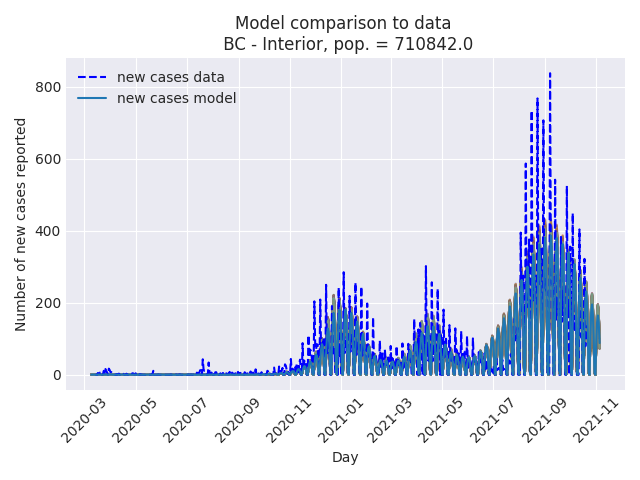 Model comparison to data
BC - Interior, pop. = 710842.0
new cases data
new cases model
Number of new cases reported
800
600
400
200
0
2020-03
2020-05
2020-07
2020-09
2020-11
2021-01
2021-03
2021-05
2021-07
2021-09
2021-11
Day